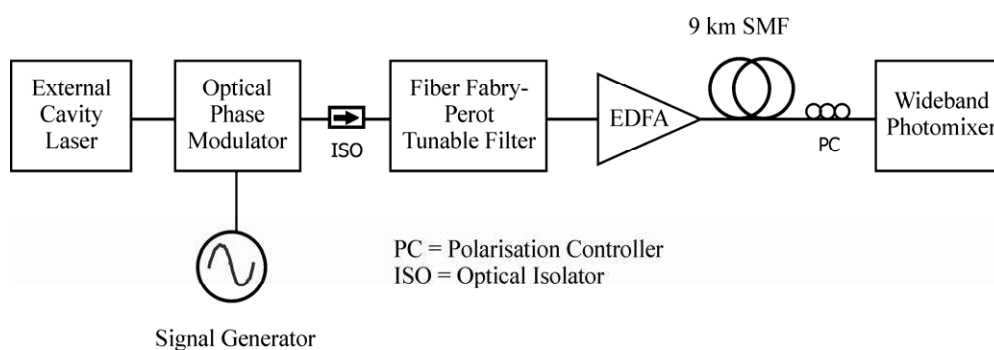 9 km SMF
External
Cavity
Laser
Optical
Phase
Modulator
ISO
Fiber Fabry-
Perot
Tunable Filter
EDFA
PC
Wideband
Photomixer
PC = Polarisation Controller
ISO = Optical Isolator
Signal Generator